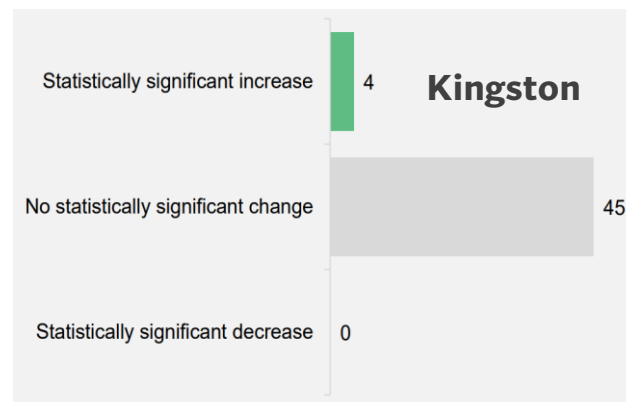 Statistically significant increase 4 Kingston
No statistically significant change 45
Statistically significant decrease 0